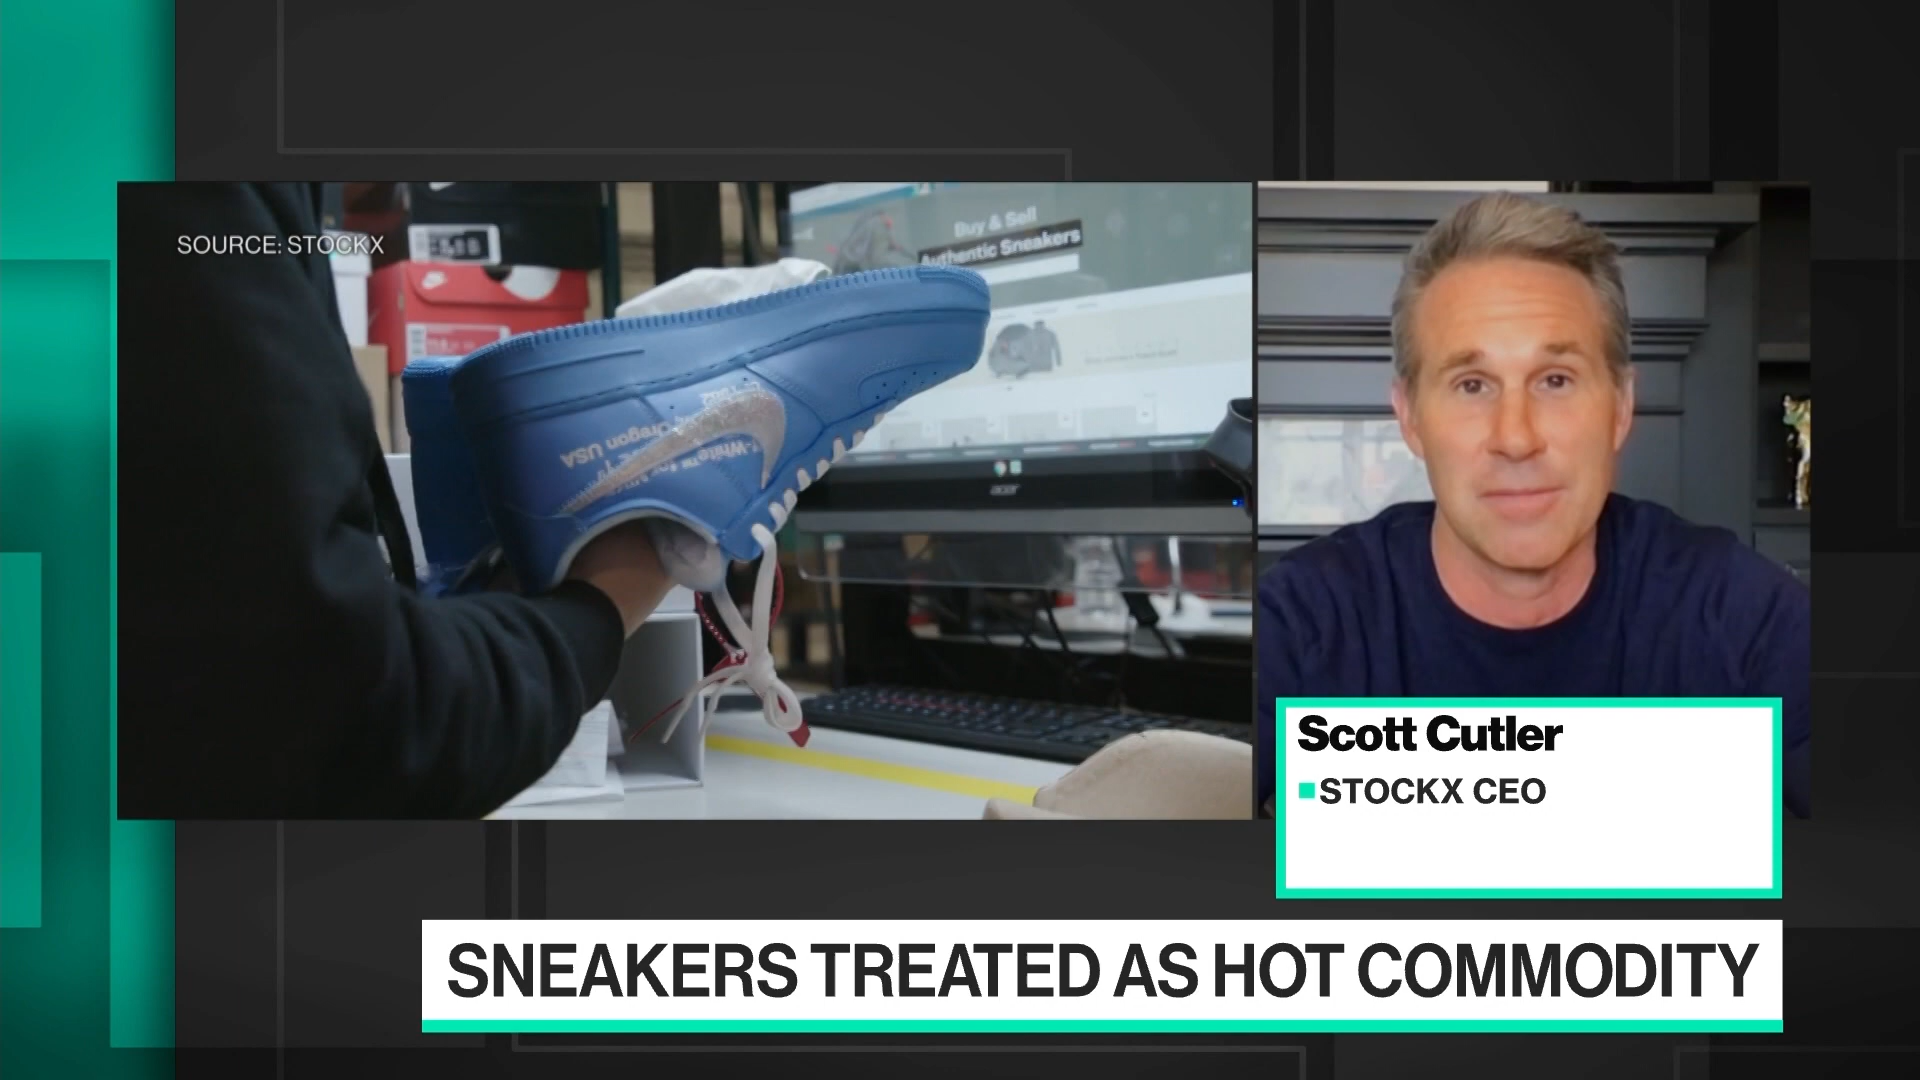 SOURCE: STOCKX
Buy & Sell
Authentic Sneakers
Oregon USA
acer
Scott Cutler
STOCKX CEO
SNEAKERS TREATED AS HOT COMMODITY